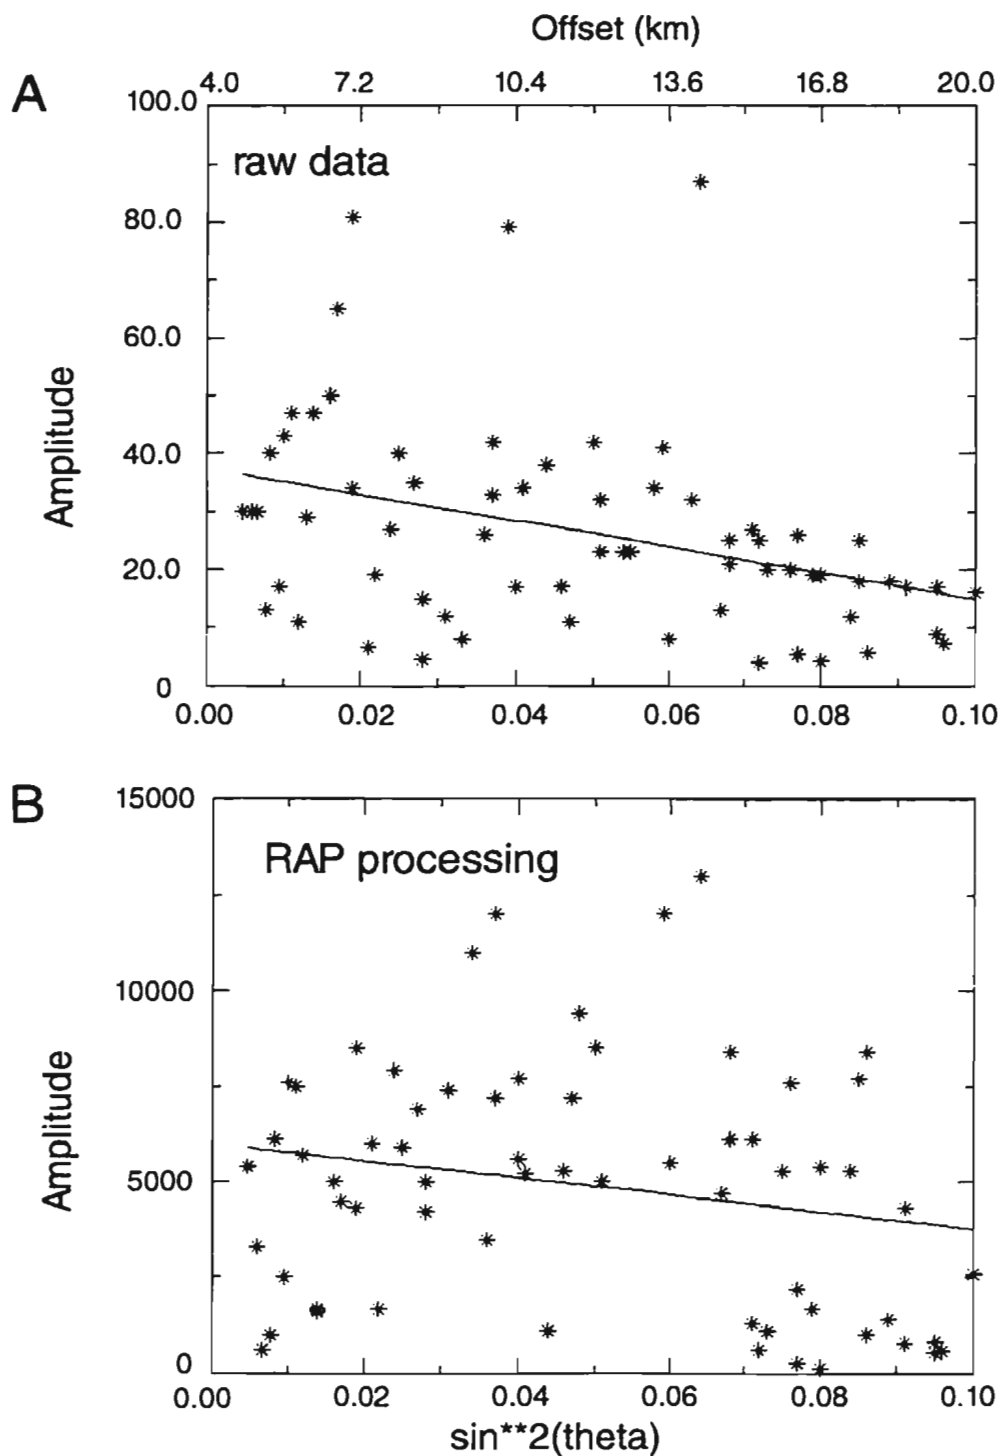 Offset (km)
A
4.0 7.2 10.4 13.6 16.8 20.0
100.0
raw data
80.0
60.0
Amplitude
40.0
20.0
0
0.00 0.02 0.04 0.06 0.08 0.10
B
15000
RAP processing
10000
Amplitude
5000
0
0.00 0.02 0.04 0.06 0.08 0.10
sin**2(theta)